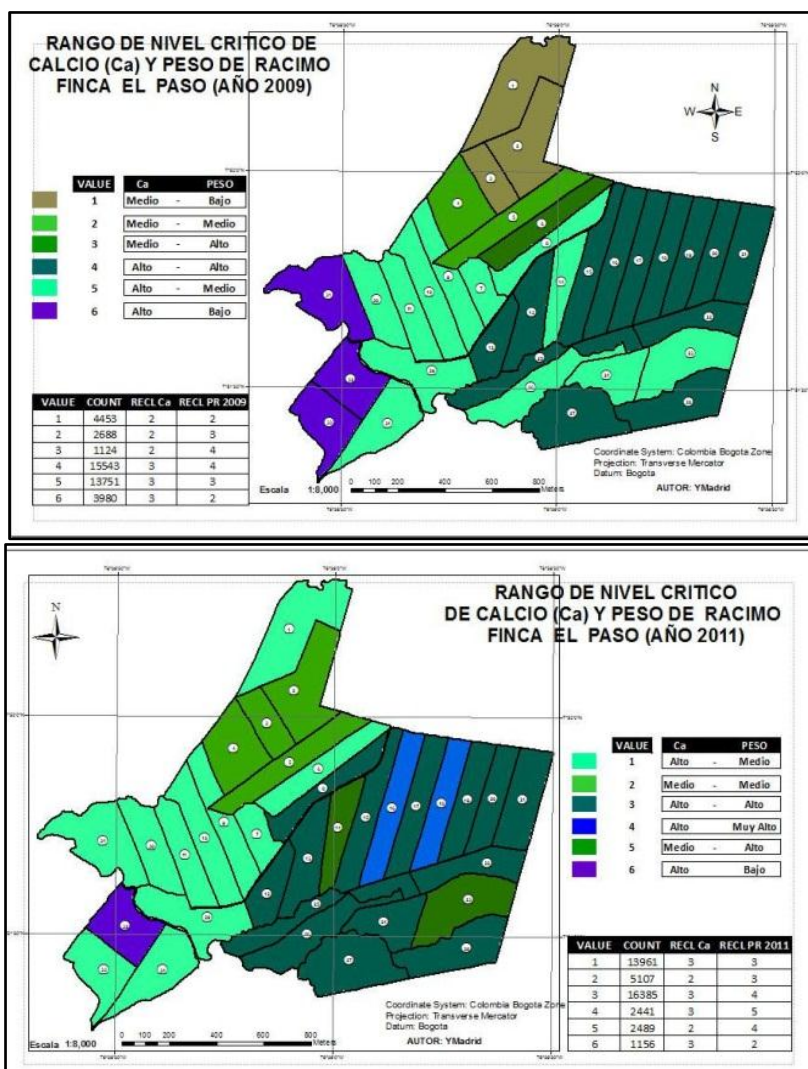 RANGO DE NIVEL CRITICO DE
CALCIO (Ca) Y PESO DE RACIMO
FINCA EL PASO (AÑO 2009)
N
W E
S
VALUE Ca PESO
1 Medio - Bajo
2 Medio - Medio
3 Medio - Alto
4 Alto - Alto
5 Alto - Medio
6 Alto Bajo
VALUE COUNT RECL Ca RECL PR 2009
1 4453 2 2
2 2688 2 3
3 1124 2 4
4 15543 3 4
5 13751 3 3
6 3980 3 2
Coordinate System: Colombia Bogota Zone
Projection: Transverse Mercator
Datum: Bogota
AUTOR: YMadrid
Escala 1:8,000
0 100 200 400 600 800
Meters
RANGO DE NIVEL CRITICO
DE CALCIO (Ca) Y PESO DE RACIMO
FINCA EL PASO (AÑO 2011)
N
VALUE Ca PESO
1 Alto - Medio
2 Medio - Medio
3 Alto - Alto
4 Alto Muy Alto
5 Medio - Alto
6 Alto Bajo
VALUE COUNT RECL Ca RECL PR 2011
1 13961 3 3
2 5107 2 3
3 16385 3 4
4 2441 3 5
5 2489 2 4
6 1156 3 2
Coordinate System: Colombia Bogota Zone
Projection: Transverse Mercator
Datum: Bogota
AUTOR: YMadrid
Escala 1:8,000
0 100 200 400 600 800
Meters